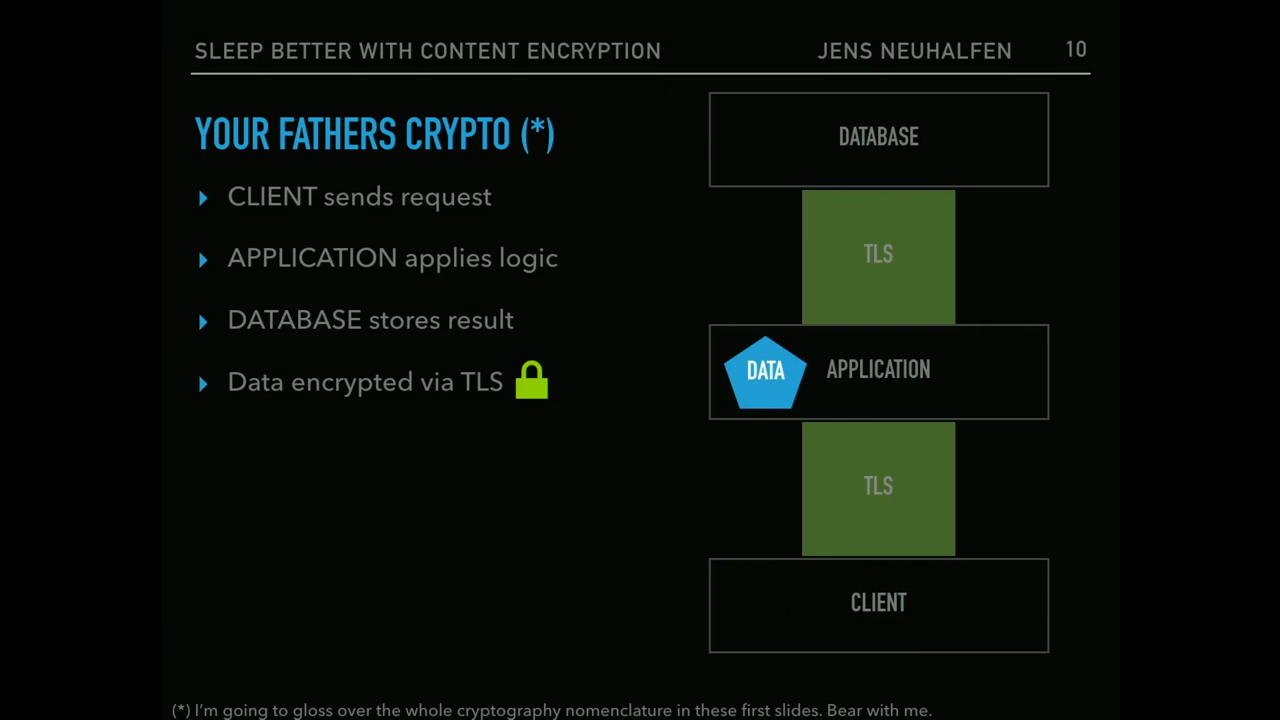 SLEEP BETTER WITH CONTENT ENCRYPTION
JENS NEUHALFEN
10
YOUR FATHERS CRYPTO (*)
CLIENT sends request
APPLICATION applies logic
DATABASE stores result
Data encrypted via TLS
DATABASE
TLS
DATA
APPLICATION
TLS
CLIENT
(*) I'm going to gloss over the whole cryptography nomenclature in these first slides. Bear with me.